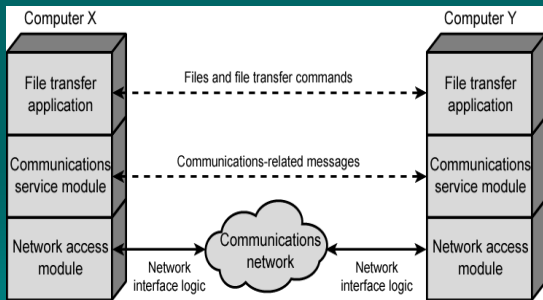 Computer X
Computer Y
File transfer
application
Files and file transfer commands
File transfer
application
Communications
service module
Communications-related messages
Communications
service module
Network access
module
Network
interface logic
Communications
network
Network
interface logic
Network access
module